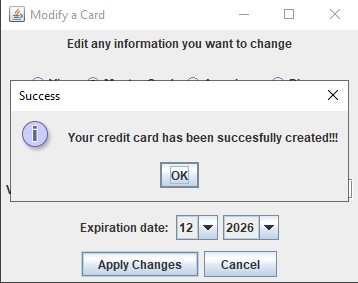 Modify a Card
Edit any information you want to change
Success
Your credit card has been succesfully created!!!
OK
Expiration date: 12 2026
Apply Changes Cancel